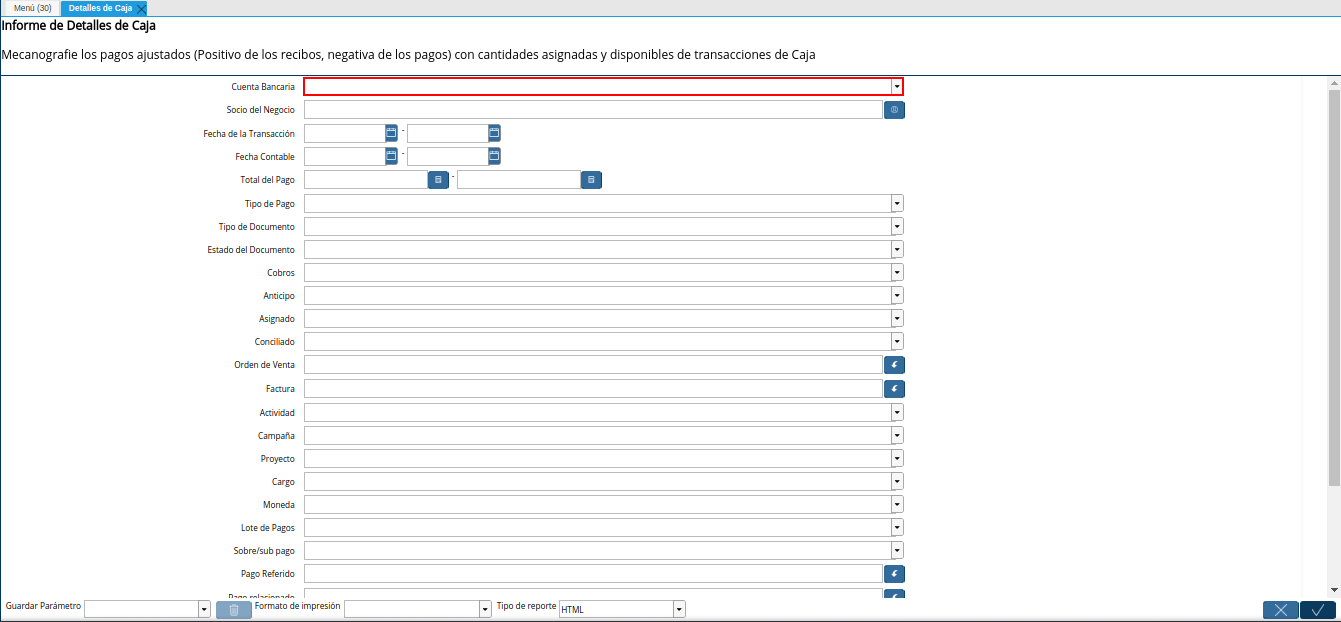 Menú (30) Detalles de Caja
Informe de Detalles de Caja
Mecanografie los pagos ajustados (Positivo de los recibos, negativa de los pagos) con cantidades asignadas y disponibles de transacciones de Caja
Cuenta Bancaria
Socio del Negocio
Fecha de la Transacción -
Fecha Contable -
Total del Pago -
Tipo de Pago
Tipo de Documento
Estado del Documento
Cobros
Anticipo
Asignado
Conciliado
Orden de Venta
Factura
Actividad
Campaña
Proyecto
Cargo
Moneda
Lote de Pagos
Sobre/sub pago
Pago Referido
Pago relacionado
Guardar Parámetro Formato de impresión Tipo de reporte HTML